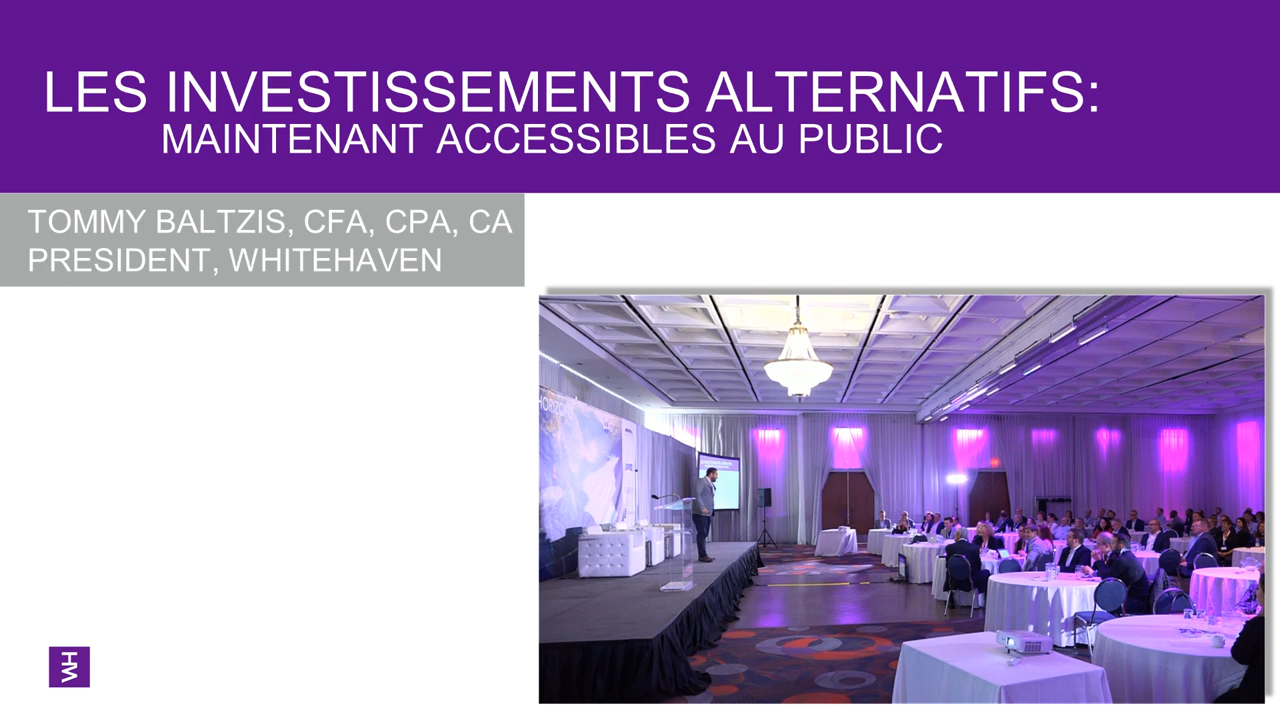 LES INVESTISSEMENTS ALTERNATIFS:
MAINTENANT ACCESSIBLES AU PUBLIC
TOMMY BALTZIS, CFA, CPA, CA
PRESIDENT, WHITEHAVEN
WH